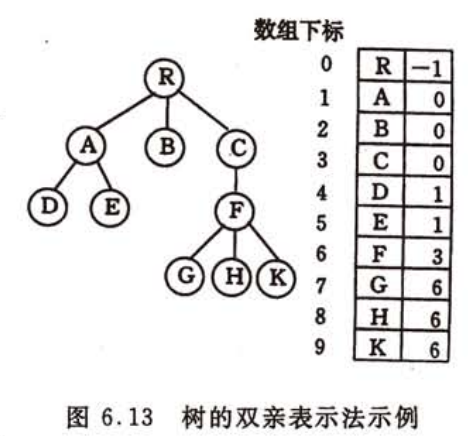 数组下标
0 R -1
1 A 0
2 B 0
3 C 0
4 D 1
5 E 1
6 F 3
7 G 6
8 H 6
9 K 6
R
A B C
D E F
G H K
图 6.13 树的双亲表示法示例